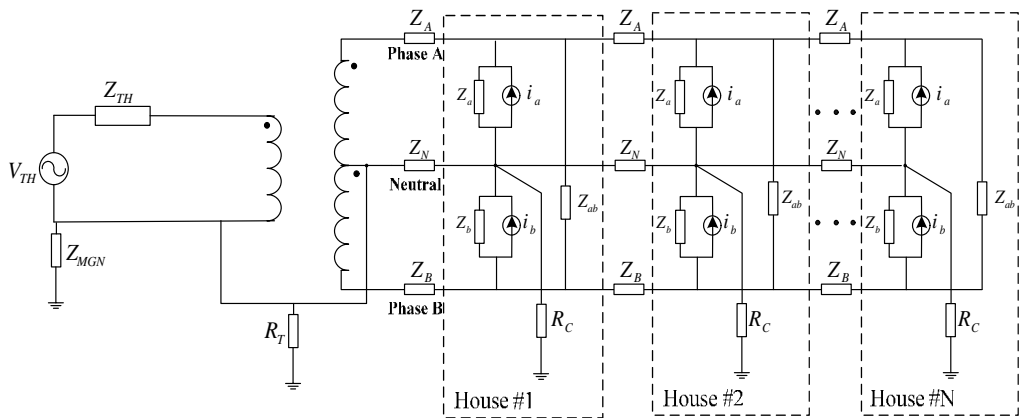 Z_A Z_A Z_A
Phase A
Z_TH
Z_a i_a Z_a i_a Z_a i_a
Z_N Z_N Z_N
V_TH
Neutral
Z_ab Z_ab Z_ab
Z_b i_b Z_b i_b Z_b i_b
Z_MGN
Z_B Z_B Z_B
Phase B
R_T
R_C R_C R_C
House #1 House #2 House #N